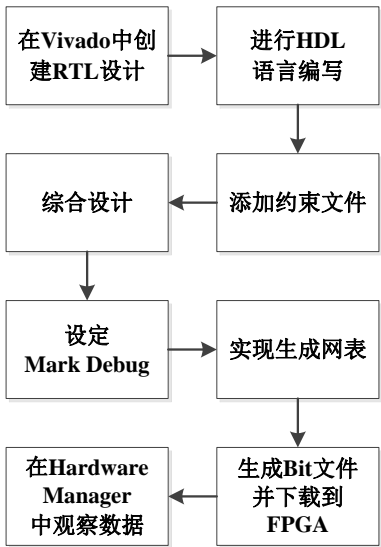 在Vivado中创
建RTL设计
进行HDL
语言编写
添加约束文件
综合设计
设定
Mark Debug
实现生成网表
生成Bit文件
并下载到
FPGA
在Hardware
Manager
中观察数据